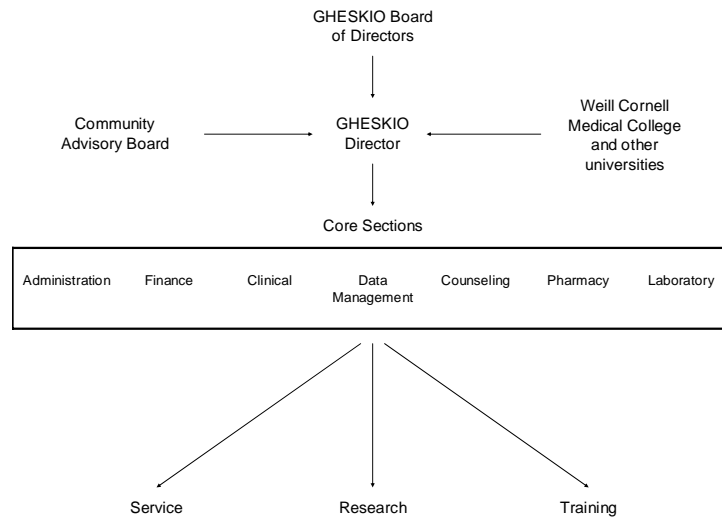 GHESKIO Board
of Directors
Community
Advisory Board
GHESKIO
Director
Weill Cornell
Medical College
and other
universities
Core Sections
Administration
Finance
Clinical
Data
Management
Counseling
Pharmacy
Laboratory
Service
Research
Training